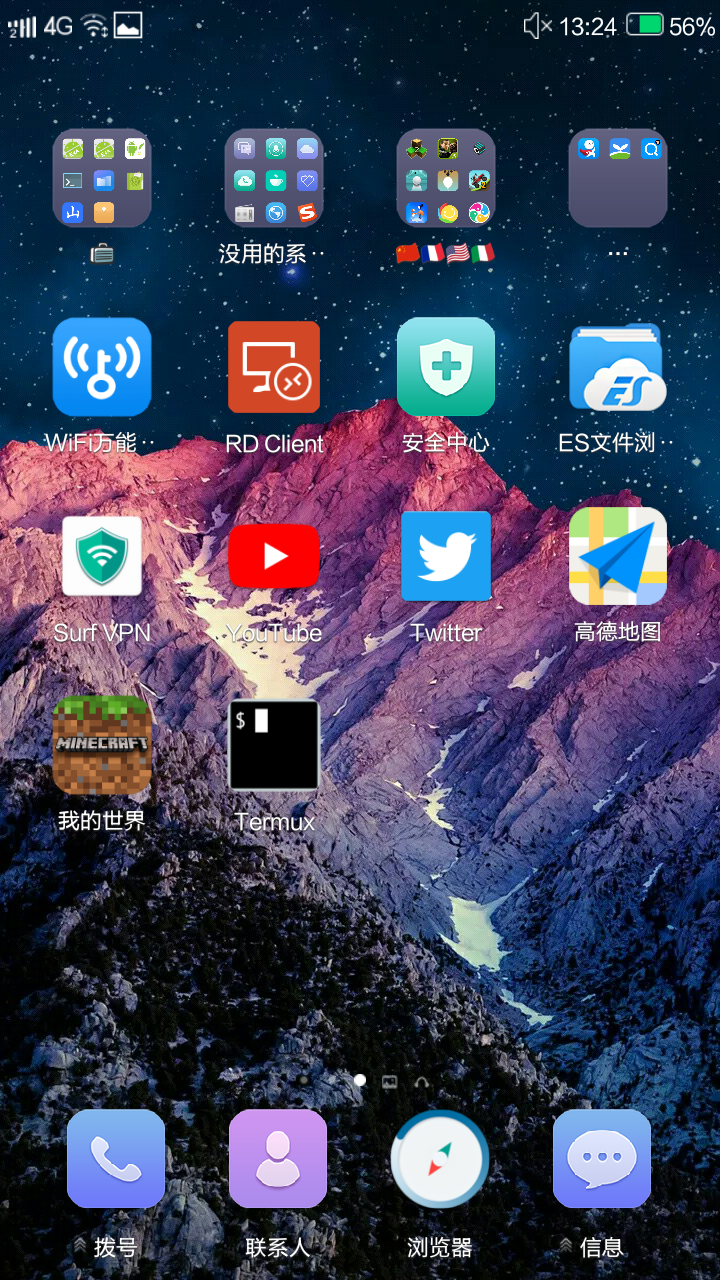 2 4G 13:24 56%
没用的系‥ …
WiFi万能‥ RD Client 安全中心 ES文件浏‥
ES
Surf VPN YouTube Twitter 高德地图
MINECRAFT
$
我的世界 Termux
拨号 联系人 浏览器 信息